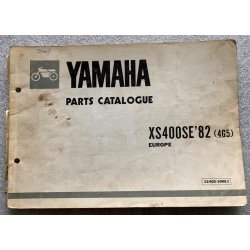 YAMAHA
PARTS CATALOGUE
XS400SE'82 (4G5)
EUROPE